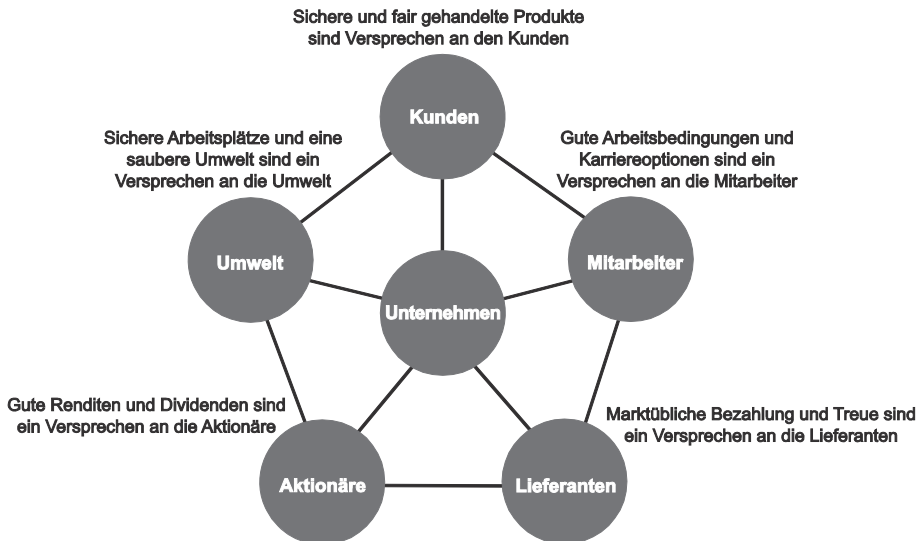 Sichere und fair gehandelte Produkte
sind Versprechen an den Kunden
Kunden
Sichere Arbeitsplätze und eine
saubere Umwelt sind ein
Versprechen an die Umwelt
Gute Arbeitsbedingungen und
Karriereoptionen sind ein
Versprechen an die Mitarbeiter
Umwelt
Mitarbeiter
Unternehmen
Gute Renditen und Dividenden sind
ein Versprechen an die Aktionäre
Marktübliche Bezahlung und Treue sind
ein Versprechen an die Lieferanten
Aktionäre
Lieferanten